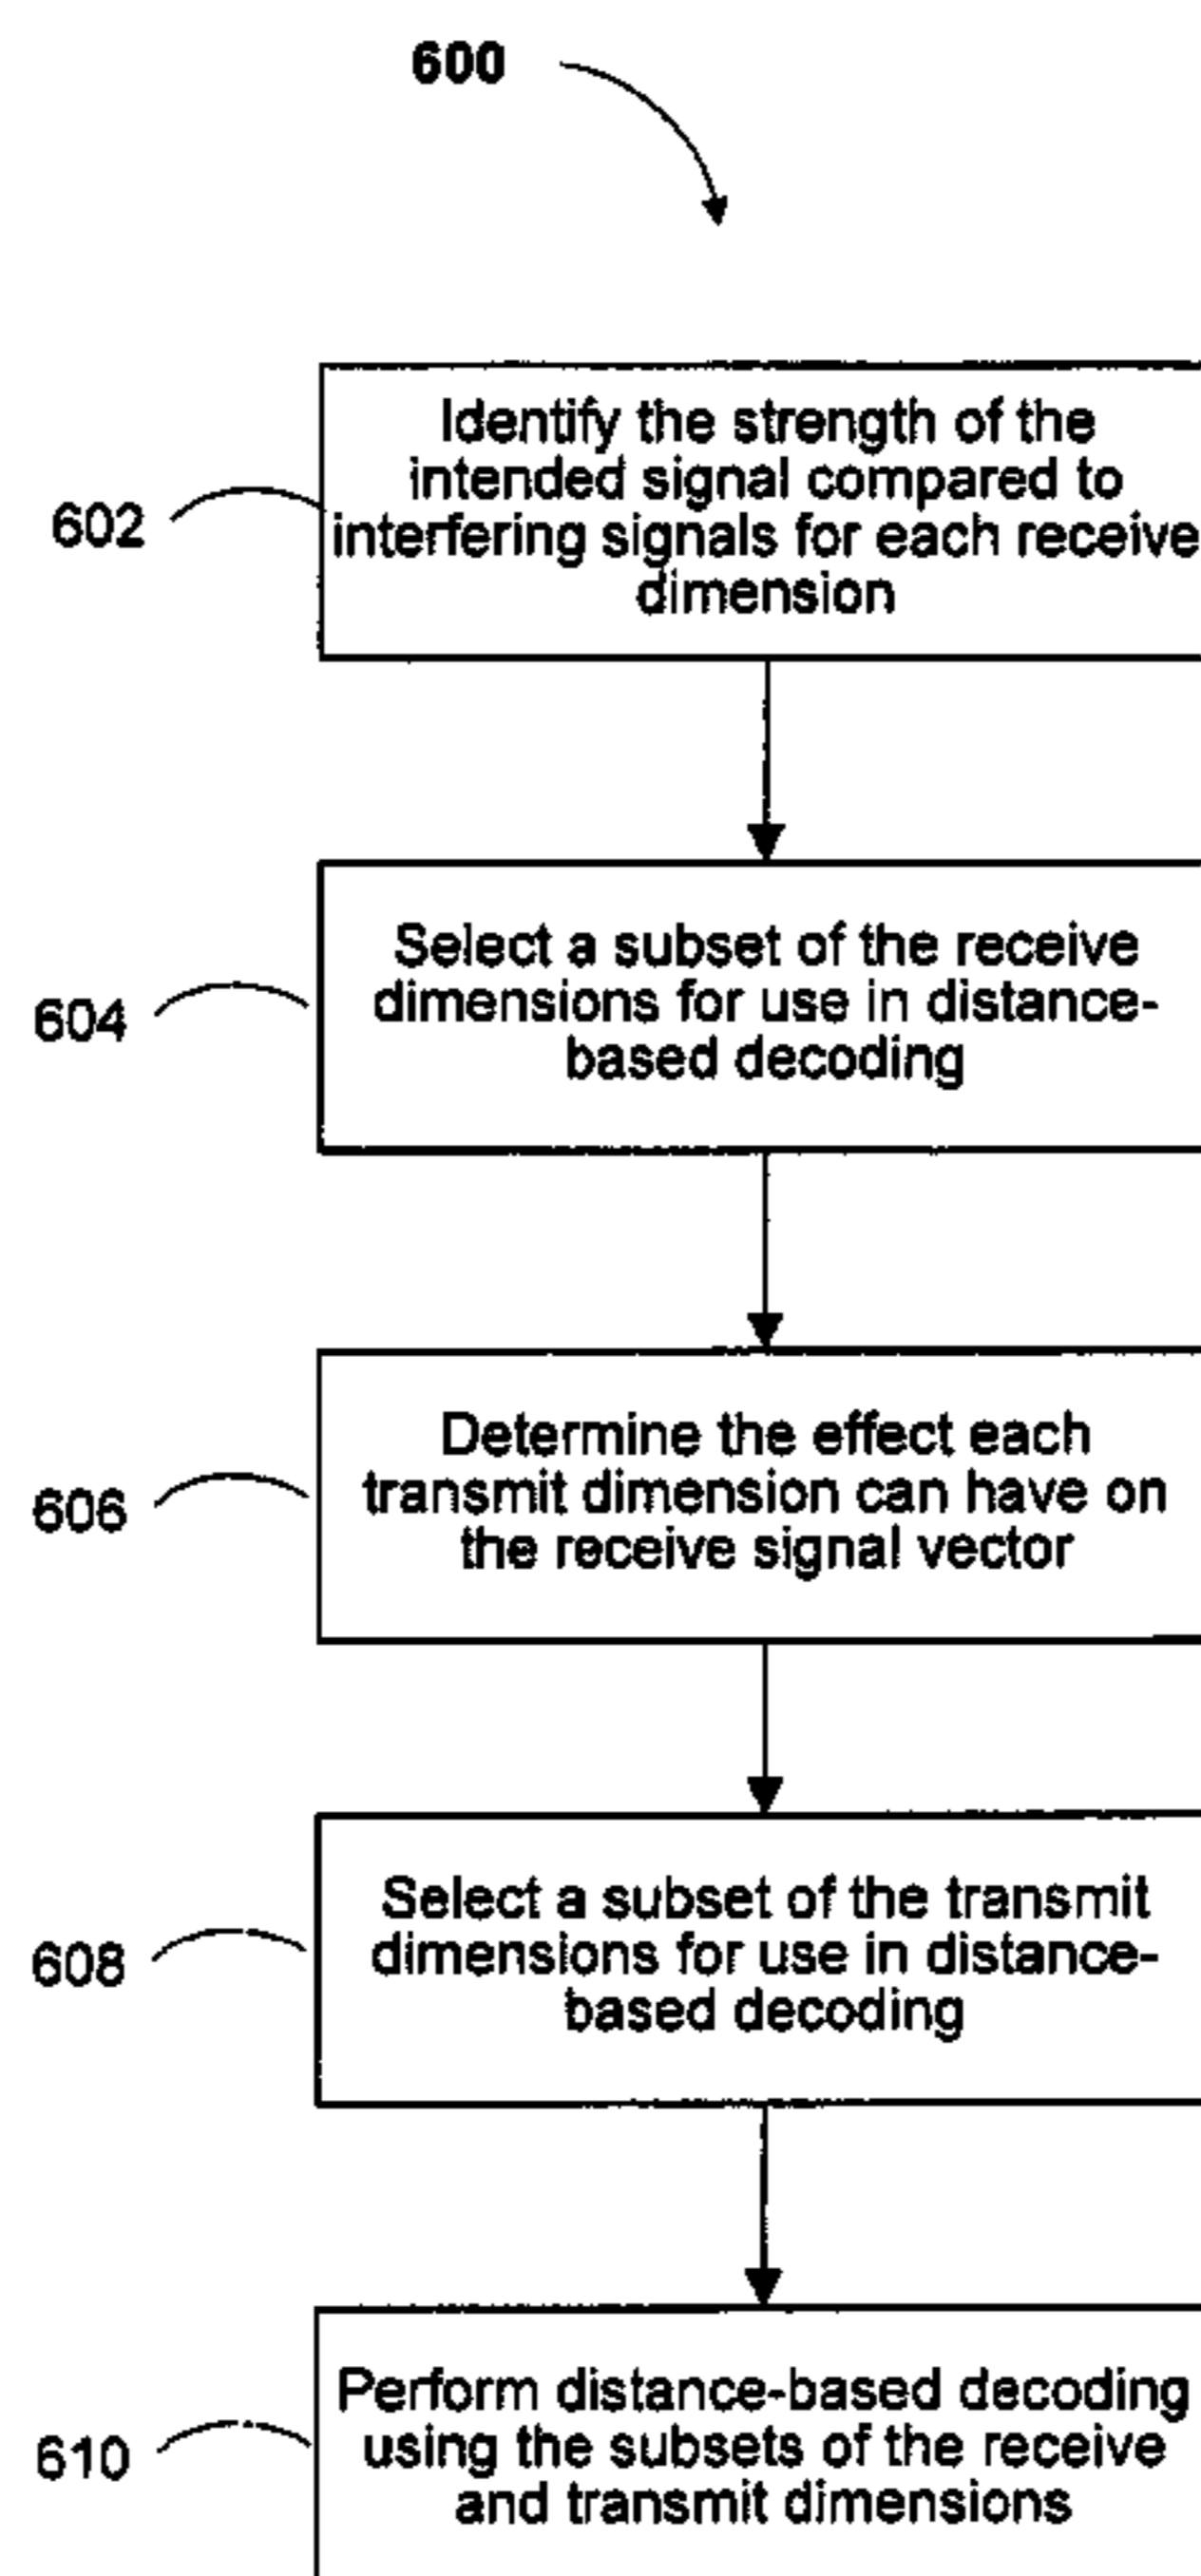 600
Identify the strength of the
intended signal compared to
interfering signals for each receive
dimension
602
Select a subset of the receive
dimensions for use in distance-
based decoding
604
Determine the effect each
transmit dimension can have on
the receive signal vector
606
Select a subset of the transmit
dimensions for use in distance-
based decoding
608
Perform distance-based decoding
using the subsets of the receive
and transmit dimensions
610